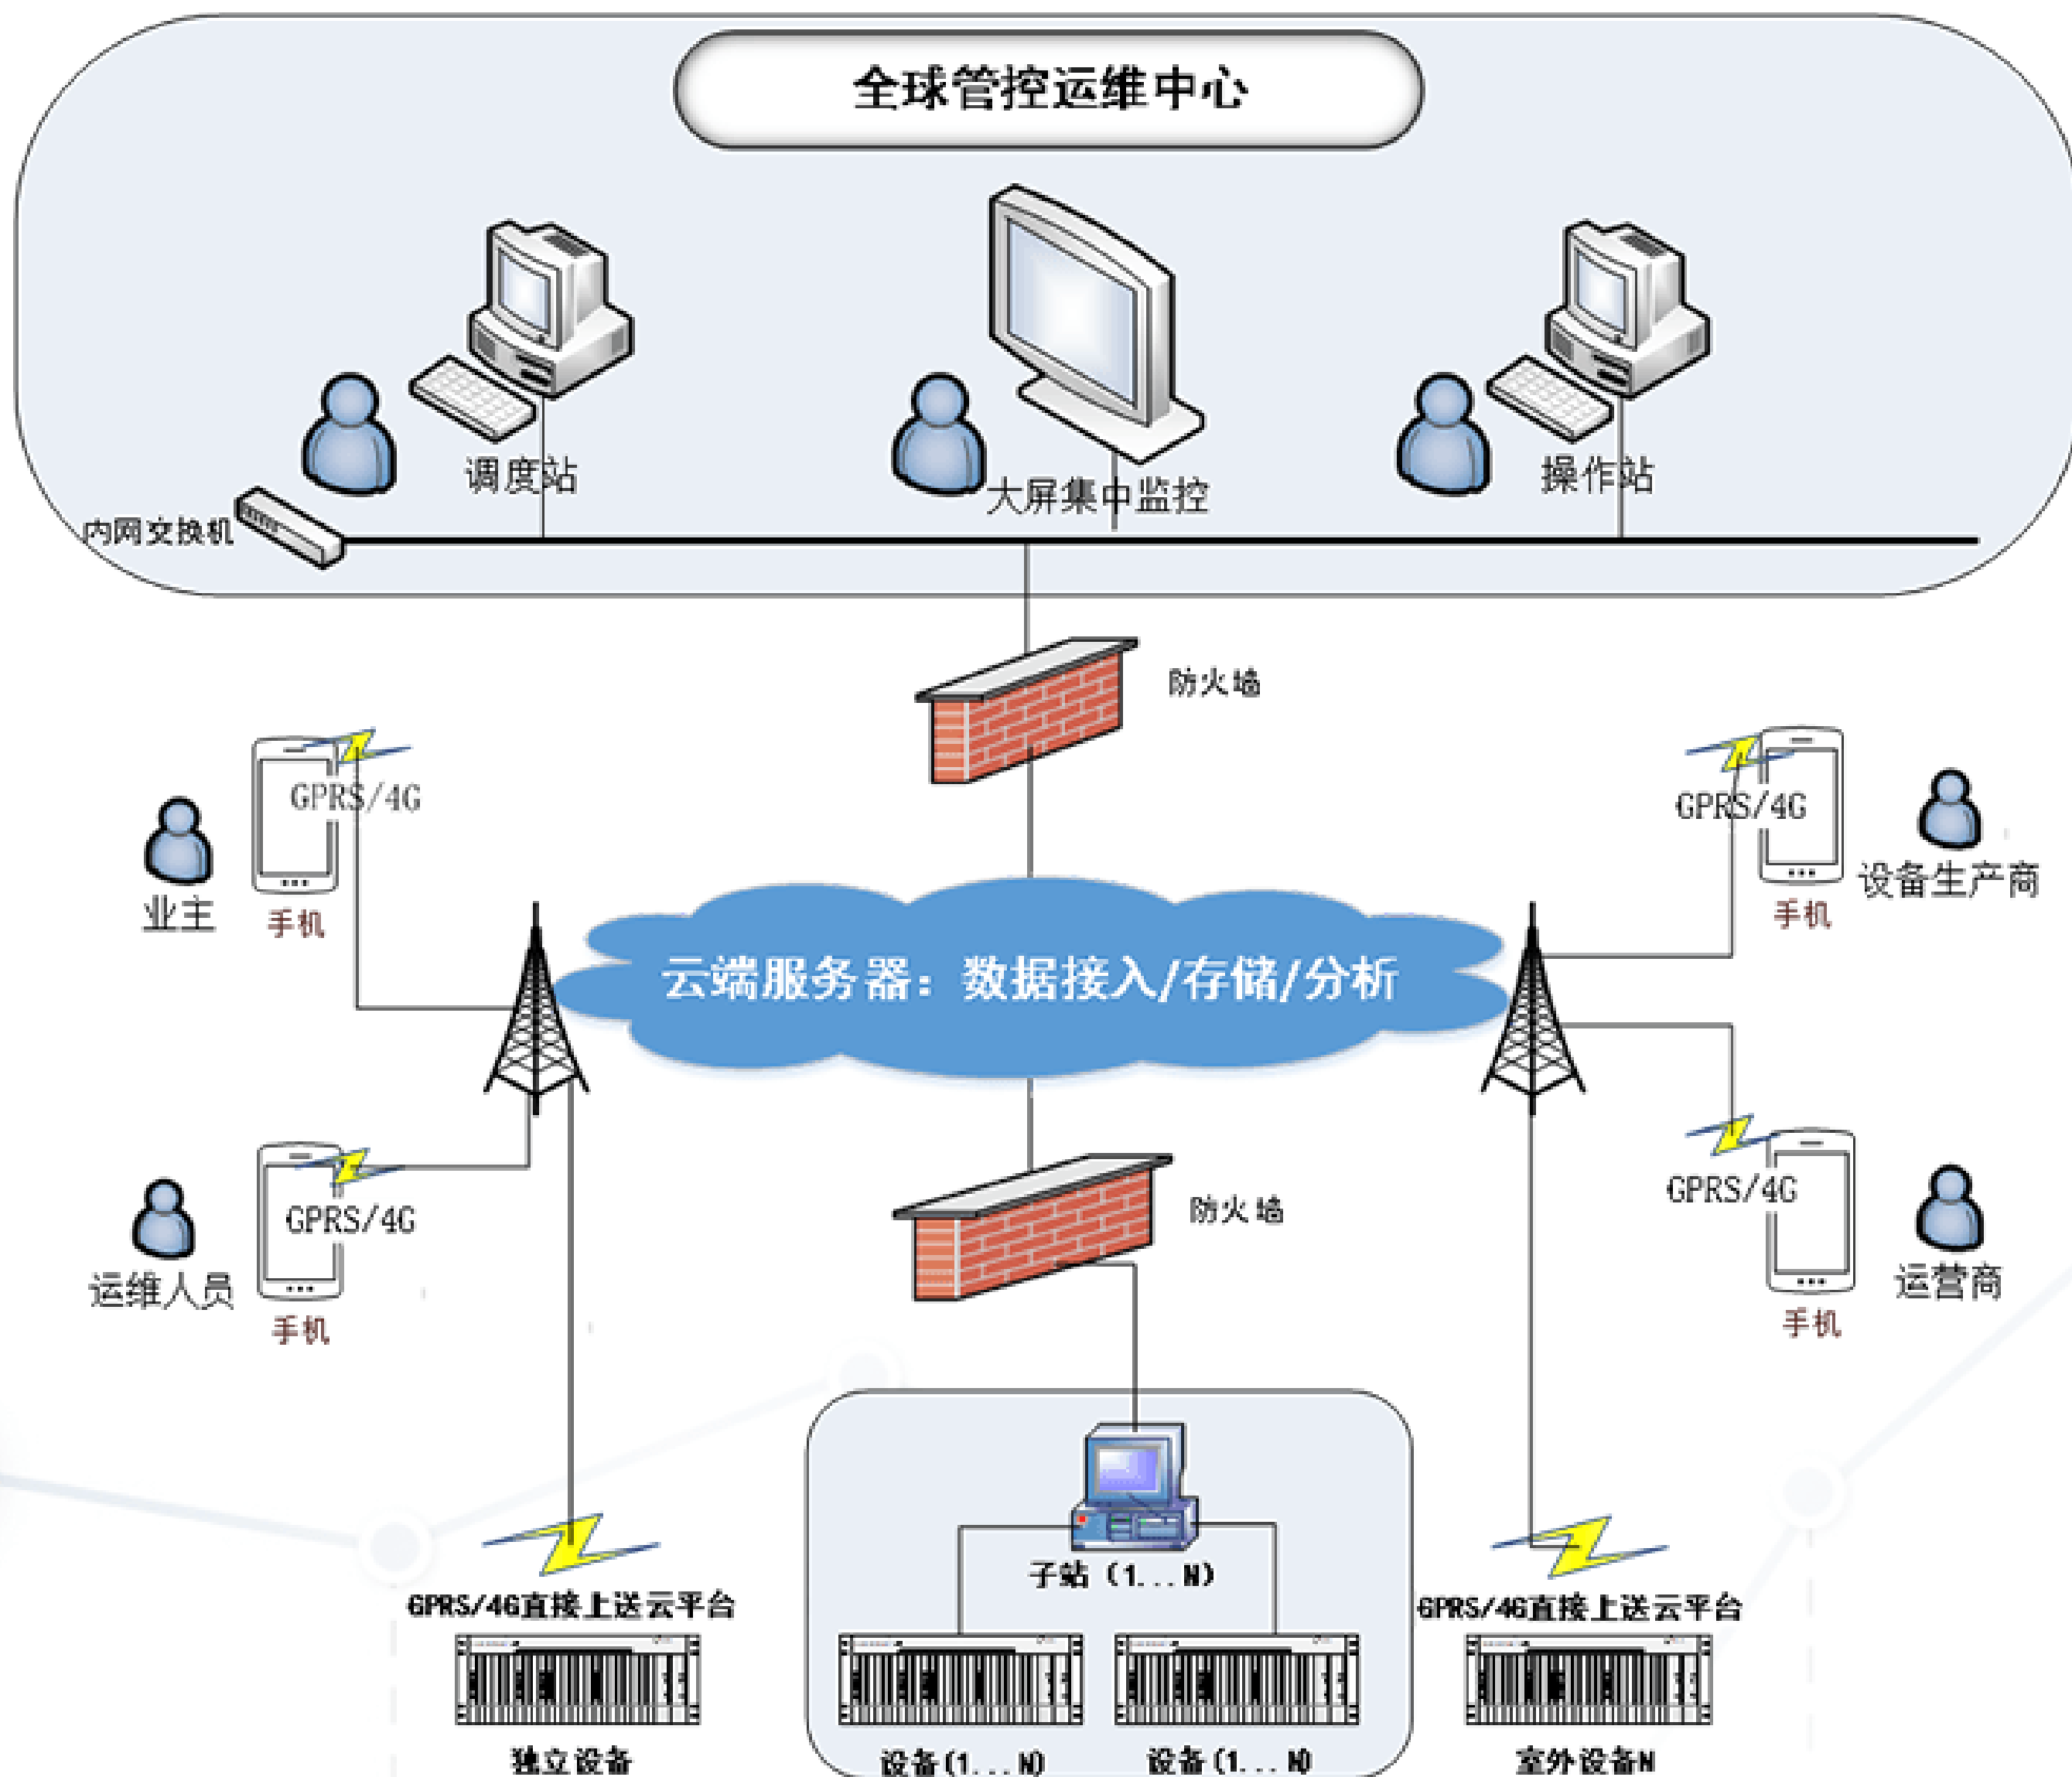 全球管控运维中心
调度站
大屏集中监控
操作站
内网交换机
防火墙
GPRS/4G
业主
手机
GPRS/4G
设备生产商
手机
云端服务器：数据接入/存储/分析
GPRS/4G
运维人员
手机
防火墙
GPRS/4G
运营商
手机
子站（1...N）
GPRS/4G直接上送云平台
GPRS/4G直接上送云平台
独立设备
设备(1...N)
设备(1...N)
室外设备N